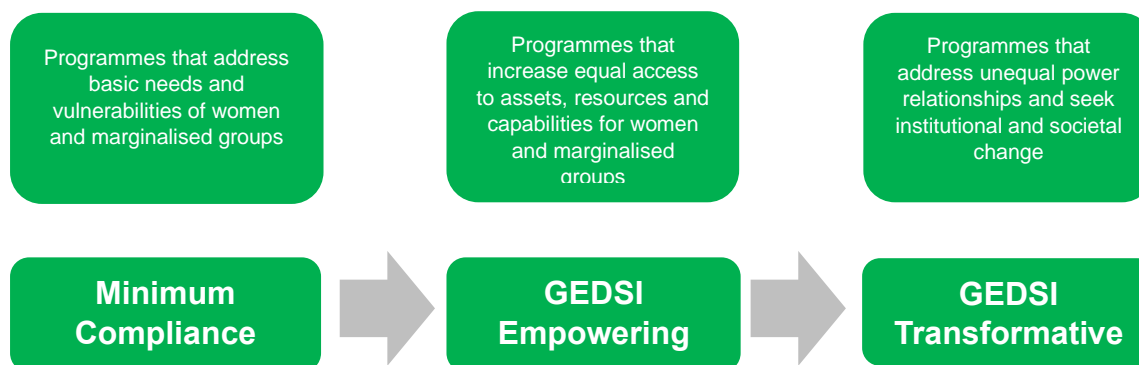 Programmes that address
basic needs and
vulnerabilities of women
and marginalised groups
Programmes that
increase equal access
to assets, resources and
capabilities for women
and marginalised
groups
Programmes that
address unequal power
relationships and seek
institutional and societal
change
Minimum
Compliance
GEDSI
Empowering
GEDSI
Transformative